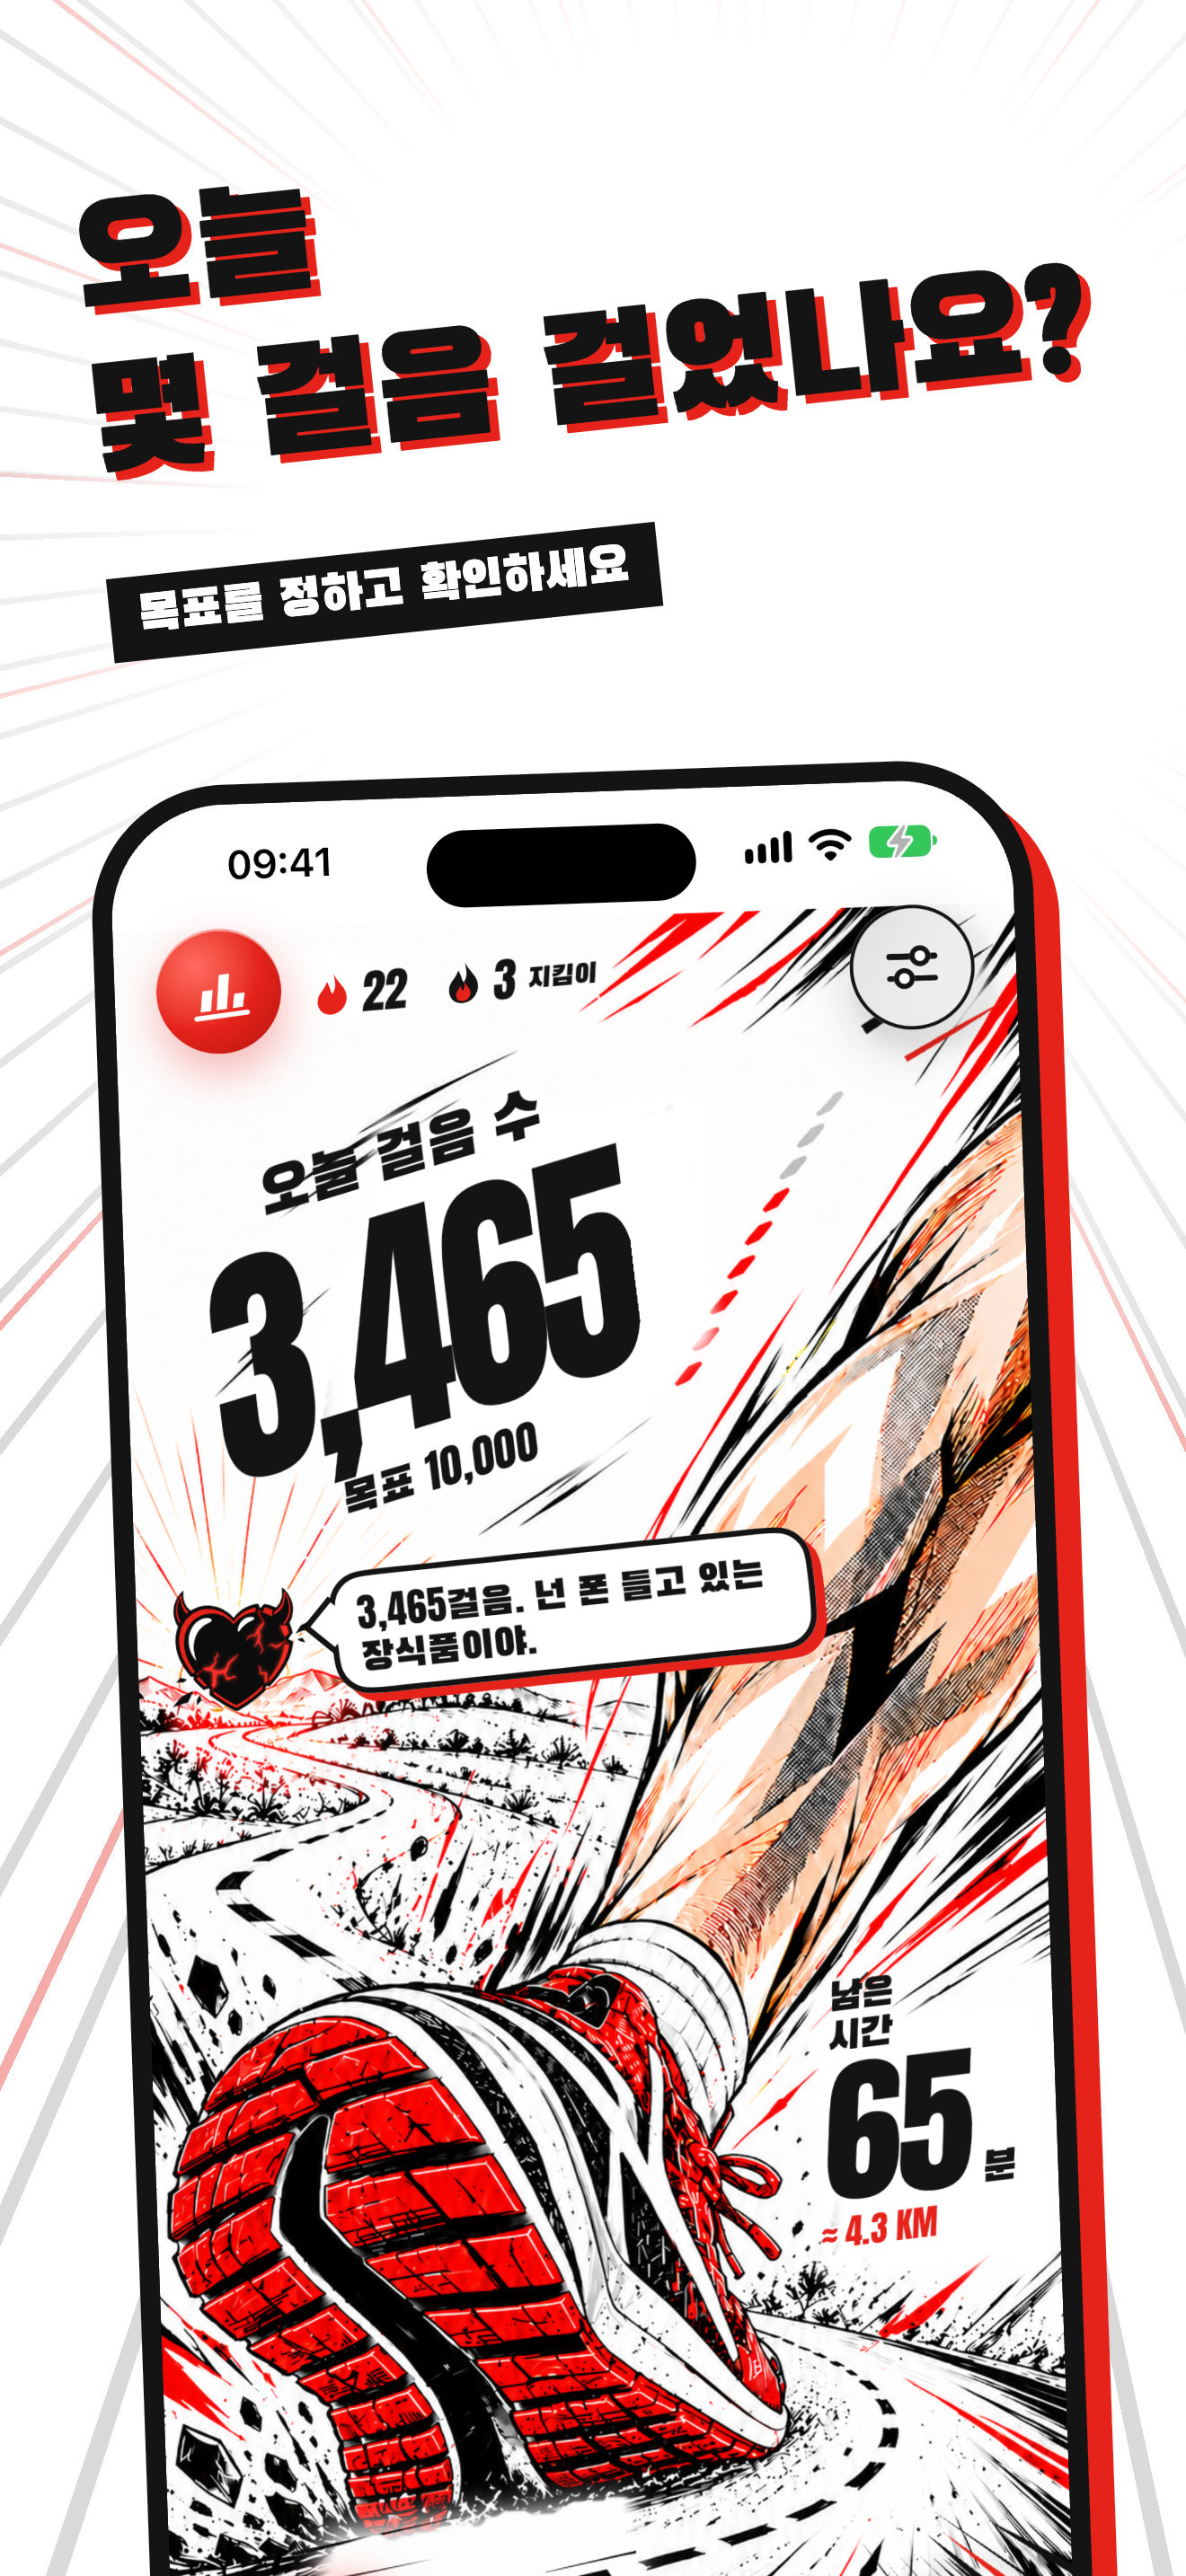 오늘
몇 걸음 걸었나요?
목표를 정하고 확인하세요
09:41
22 3 지킴이
오늘 걸음 수
3,465
목표 10,000
3,465걸음. 넌 폰 들고 있는
장식품이야.
남은
시간
65 분
≈ 4.3 KM